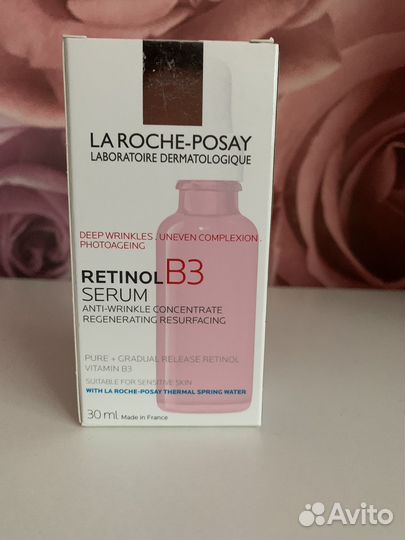 LA ROCHE-POSAY
LABORATOIRE DERMATOLOGIQUE
DEEP WRINKLES . UNEVEN COMPLEXION .
PHOTOAGEING
RETINOL B3
SERUM
ANTI-WRINKLE CONCENTRATE
REGENERATING RESURFACING
PURE + GRADUAL RELEASE RETINOL
VITAMIN B3
SUITABLE FOR SENSITIVE SKIN
WITH LA ROCHE-POSAY THERMAL SPRING WATER
30 ml Made in France
Avito